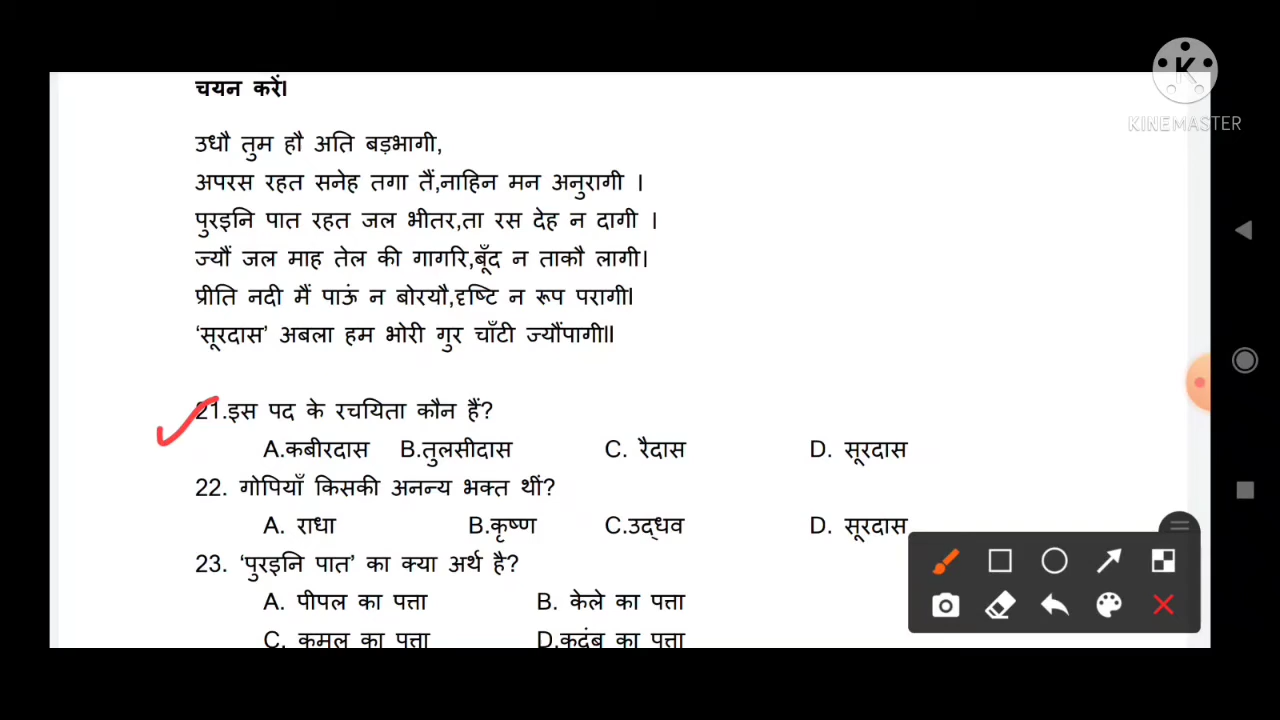 चयन करें।
KINEMASTER
उधौ तुम हौ अति बड़भागी,
अपरस रहत सनेह तगा तैं,नाहिन मन अनुरागी ।
पुरइनि पात रहत जल भीतर,ता रस देह न दागी ।
ज्यौं जल माह तेल की गागरि,बूँद न ताकौ लागी।
प्रीति नदी मैं पाऊं न बोरयौ,दृष्टि न रूप परागी।
‘सूरदास’ अबला हम भोरी गुर चाँटी ज्यौंपागी॥
21.इस पद के रचयिता कौन हैं?
A.कबीरदास B.तुलसीदास C. रैदास D. सूरदास
22. गोपियाँ किसकी अनन्य भक्त थीं?
A. राधा B.कृष्ण C.उद्धव D. सूरदास
23. ‘पुरइनि पात’ का क्या अर्थ है?
A. पीपल का पत्ता B. केले का पत्ता
C. कमल का पत्ता D.कदंब का पत्ता